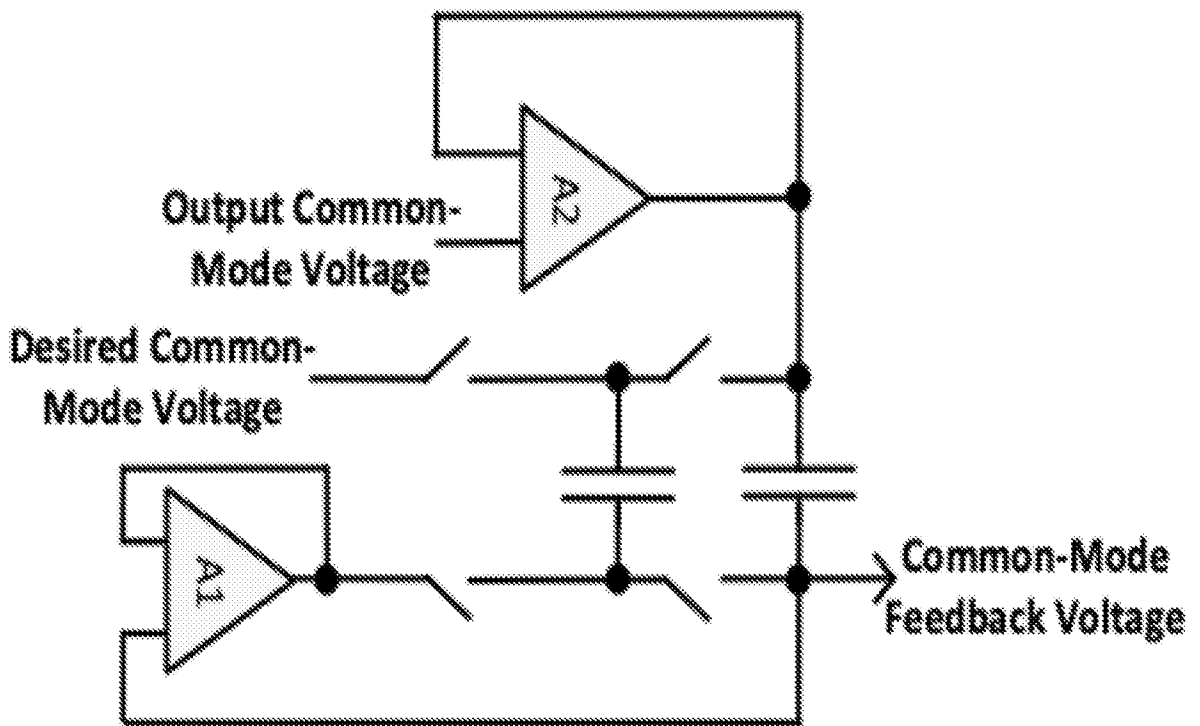 A2
Output Common-
Mode Voltage
Desired Common-
Mode Voltage
A1
Common-Mode
Feedback Voltage